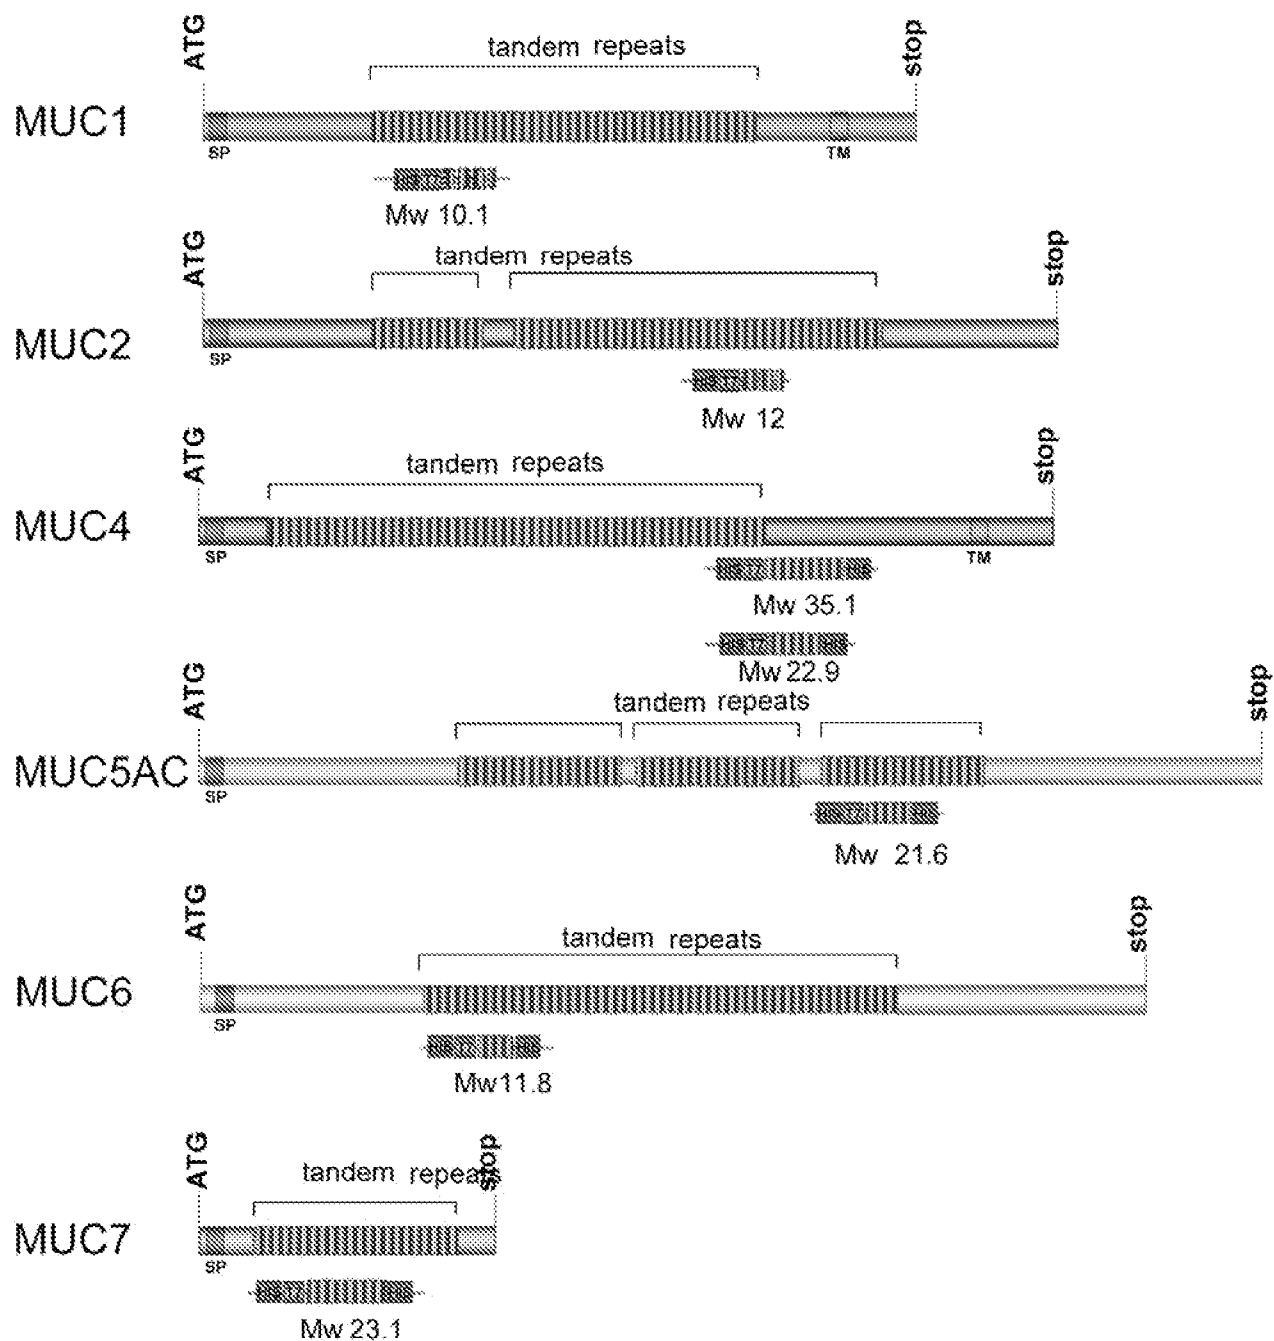 ATG
tandem repeats
stop
MUC1
SP
TM
Mw 10.1
ATG
tandem repeats
stop
MUC2
SP
Mw 12
ATG
tandem repeats
stop
MUC4
SP
TM
Mw 35.1
Mw 22.9
ATG
tandem repeats
stop
MUC5AC
SP
Mw 21.6
ATG
tandem repeats
stop
MUC6
SP
Mw11.8
ATG
tandem repeats
stop
MUC7
SP
Mw 23.1